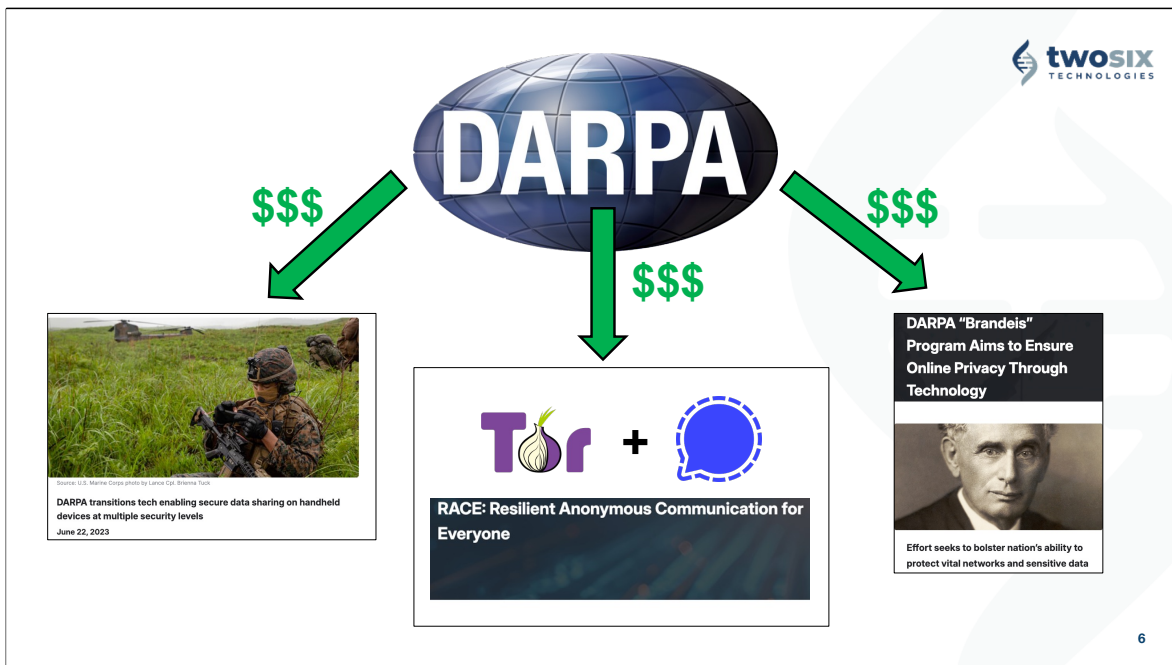 twosix
TECHNOLOGIES
DARPA
$$$
$$$
$$$
Source: U.S. Marine Corps photo by Lance Cpl. Brienna Tuck
DARPA transitions tech enabling secure data sharing on handheld
devices at multiple security levels
June 22, 2023
Tor
+
RACE: Resilient Anonymous Communication for
Everyone
DARPA “Brandeis”
Program Aims to Ensure
Online Privacy Through
Technology
Effort seeks to bolster nation’s ability to
protect vital networks and sensitive data
6